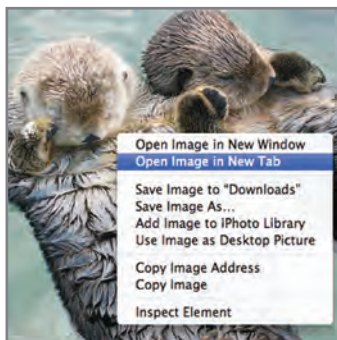 Open Image in New Window
Open Image in New Tab
Save Image to “Downloads”
Save Image As...
Add Image to iPhoto Library
Use Image as Desktop Picture
Copy Image Address
Copy Image
Inspect Element